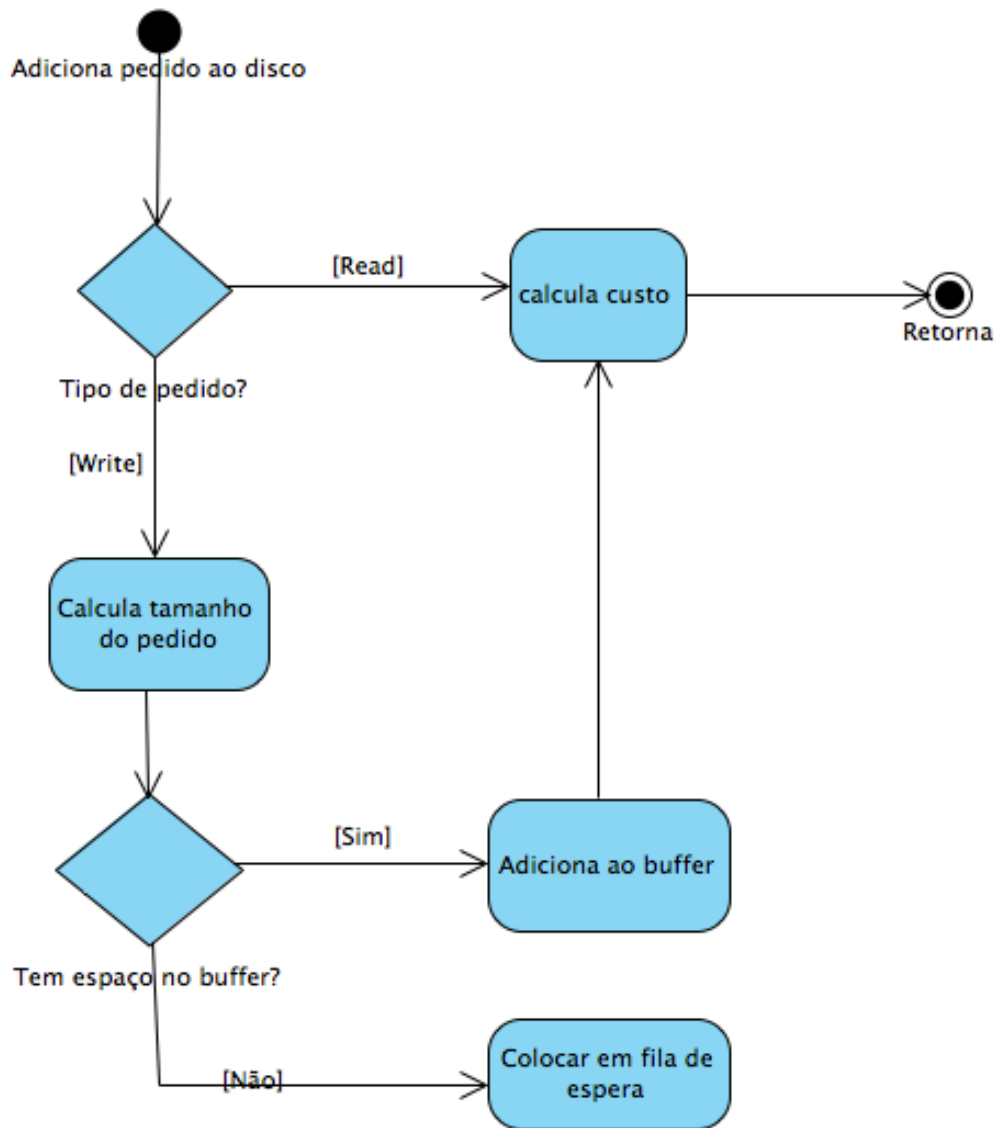 Adiciona pedido ao disco
[Read]
calcula custo
Retorna
Tipo de pedido?
[Write]
Calcula tamanho
do pedido
[Sim]
Adiciona ao buffer
Tem espaço no buffer?
[Não]
Colocar em fila de
espera